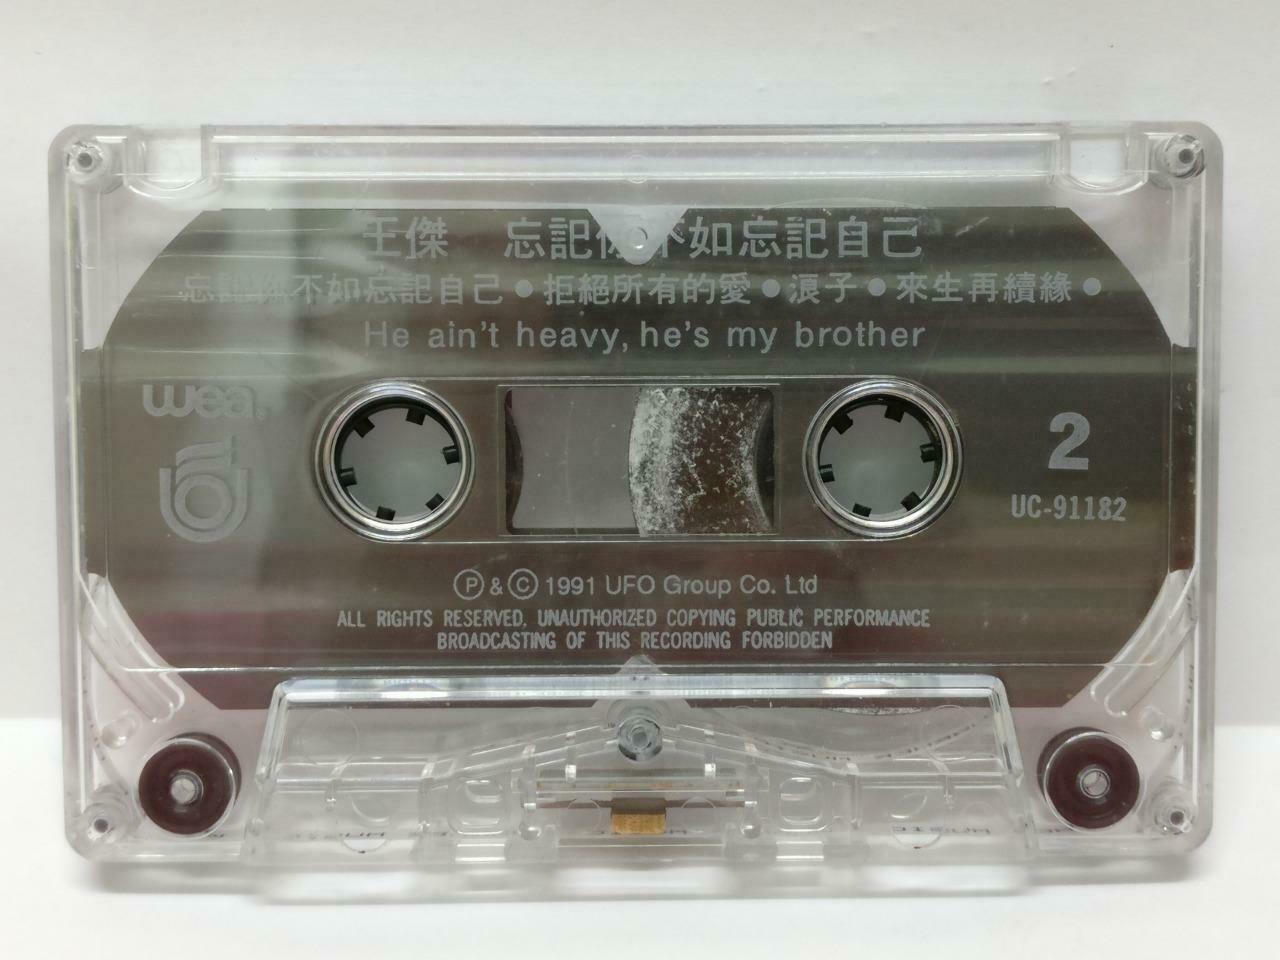 王傑 忘記你不如忘記自己
忘記你不如忘記自己●拒絕所有的愛●浪子●來生再續緣●
He ain't heavy, he's my brother
wea
2
UC-91182
Ⓟ & © 1991 UFO Group Co. Ltd
ALL RIGHTS RESERVED. UNAUTHORIZED COPYING PUBLIC PERFORMANCE
BROADCASTING OF THIS RECORDING FORBIDDEN